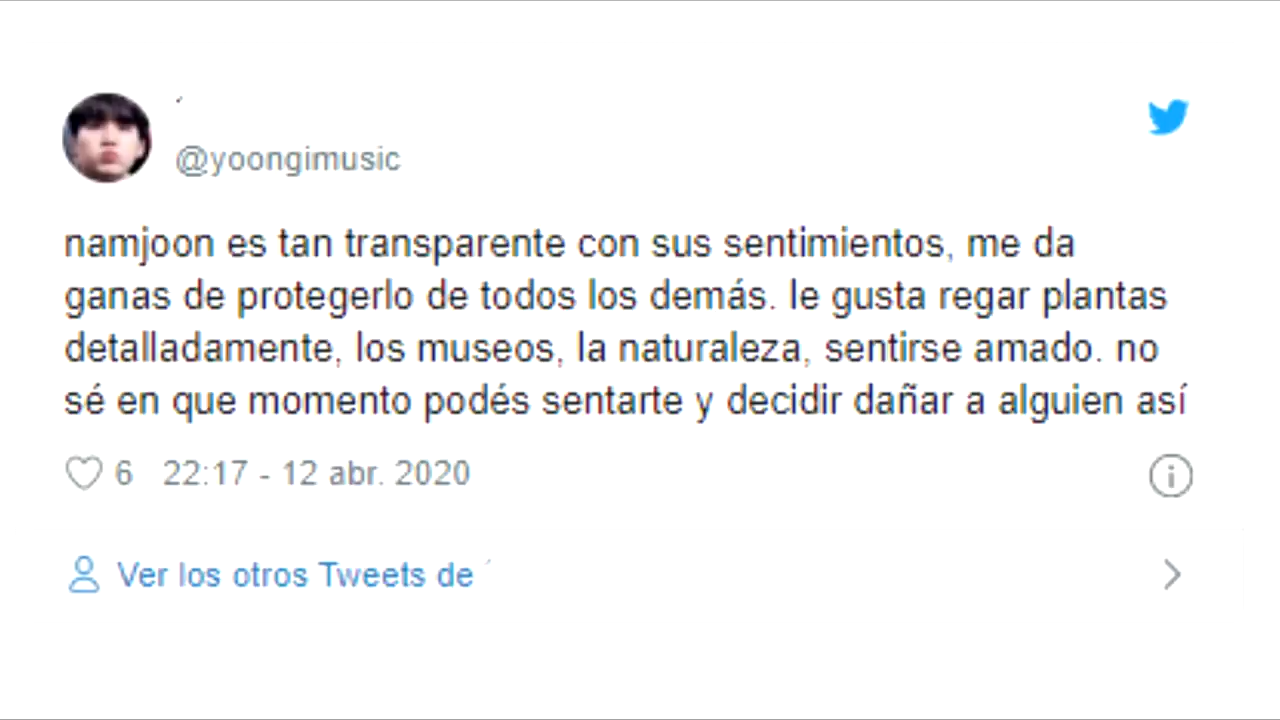 @yoongimusic
namjoon es tan transparente con sus sentimientos, me da
ganas de protegerlo de todos los demás. le gusta regar plantas
detalladamente, los museos, la naturaleza, sentirse amado. no
sé en que momento podés sentarte y decidir dañar a alguien así
6 22:17 - 12 abr. 2020
Ver los otros Tweets de ´